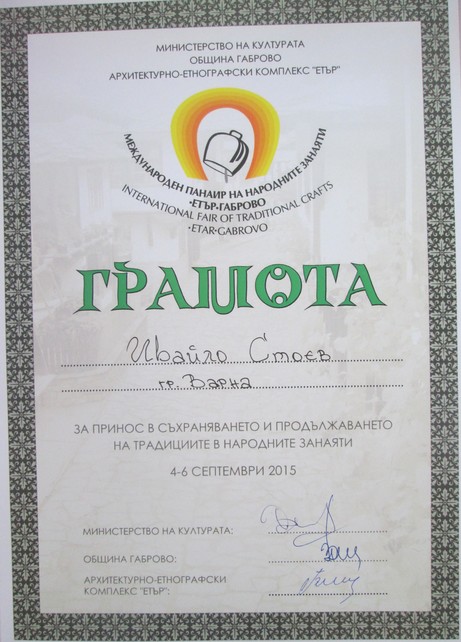 МИНИСТЕРСТВО НА КУЛТУРАТА
ОБЩИНА ГАБРОВО
АРХИТЕКТУРНО-ЕТНОГРАФСКИ КОМПЛЕКС "ЕТЪР"
МЕЖДУНАРОДЕН ПАНАИР НА НАРОДНИТЕ ЗАНАЯТИ
•ЕТЪР-ГАБРОВО
INTERNATIONAL FAIR OF TRADITIONAL CRAFTS
•ETAR-GABROVO
ГРАМОТА
Ивайло Стоев
гр. Варна
ЗА ПРИНОС В СЪХРАНЯВАНЕТО И ПРОДЪЛЖАВАНЕТО
НА ТРАДИЦИИТЕ В НАРОДНИТЕ ЗАНАЯТИ
4-6 СЕПТЕМВРИ 2015
МИНИСТЕРСТВО НА КУЛТУРАТА:
ОБЩИНА ГАБРОВО:
АРХИТЕКТУРНО-ЕТНОГРАФСКИ
КОМПЛЕКС "ЕТЪР":